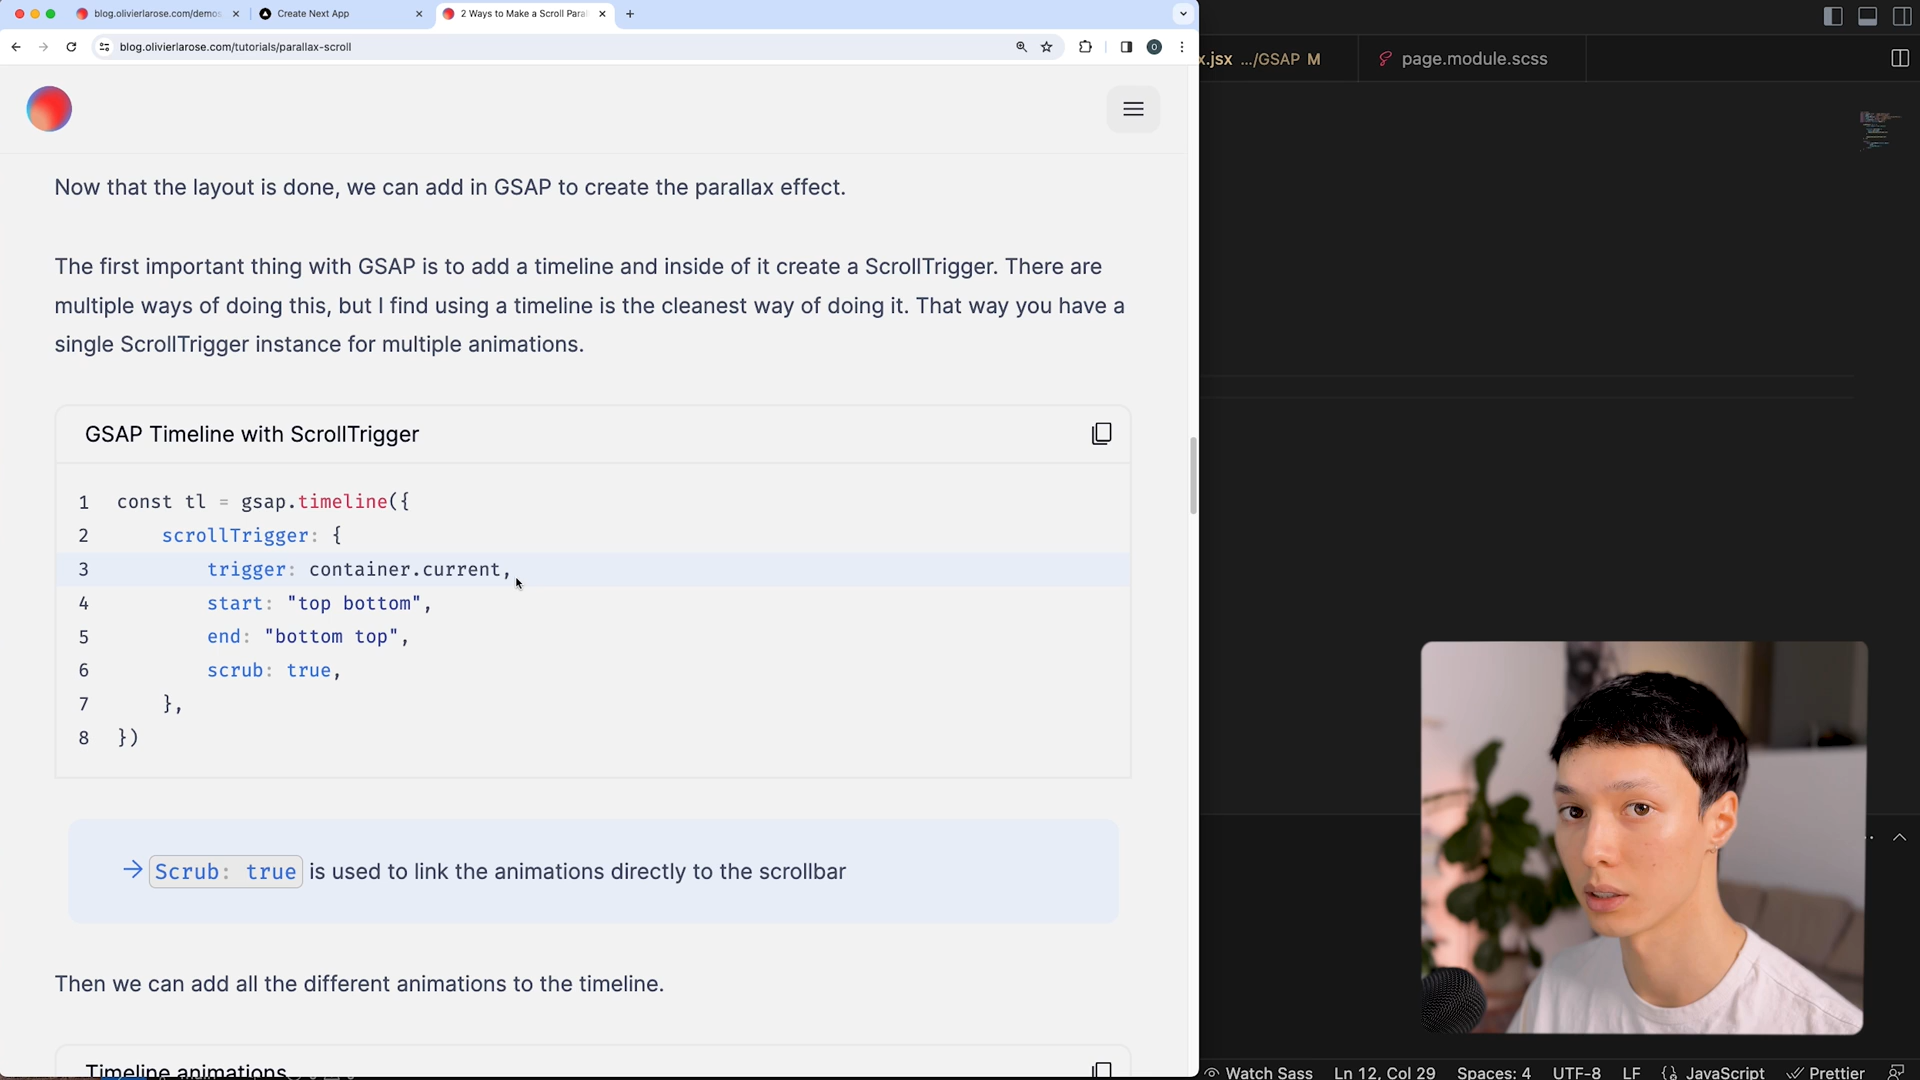 blog.olivierlarose.com/demos
Create Next App
2 Ways to Make a Scroll Para
blog.olivierlarose.com/tutorials/parallax-scroll
x.jsx .../GSAP M
page.module.scss
Now that the layout is done, we can add in GSAP to create the parallax effect.
The first important thing with GSAP is to add a timeline and inside of it create a ScrollTrigger. There are
multiple ways of doing this, but I find using a timeline is the cleanest way of doing it. That way you have a
single ScrollTrigger instance for multiple animations.
GSAP Timeline with ScrollTrigger
1 const tl = gsap.timeline({
2 scrollTrigger: {
3 trigger: container.current,
4 start: "top bottom",
5 end: "bottom top",
6 scrub: true,
7 },
8 })
→ Scrub: true is used to link the animations directly to the scrollbar
Then we can add all the different animations to the timeline.
Timeline animations
Watch Sass Ln 12, Col 29 Spaces: 4 UTF-8 LF {} JavaScript Prettier